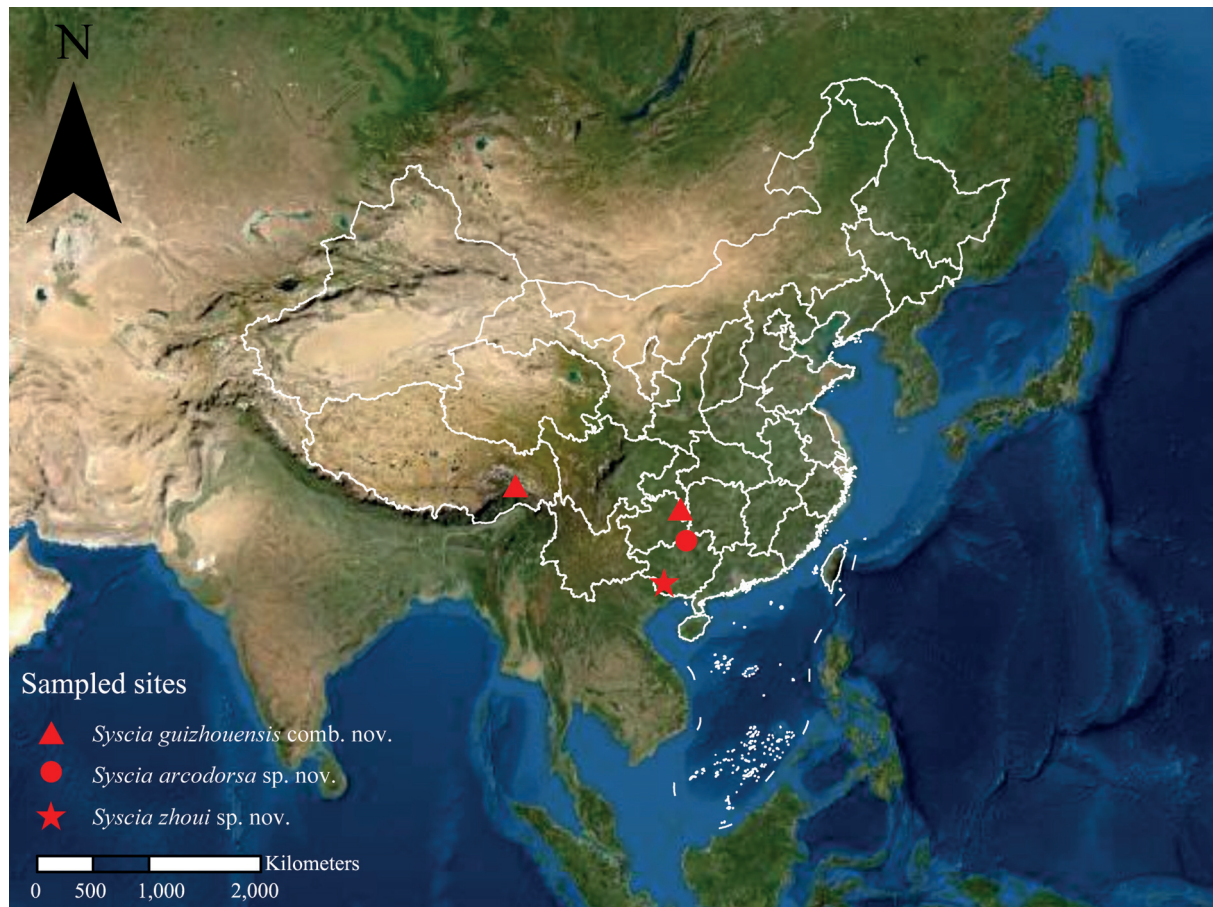 N
Sampled sites
Syscia guizhouensis comb. nov.
Syscia arcodorsa sp. nov.
Syscia zhoui sp. nov.
Kilometers
0 500 1,000 2,000